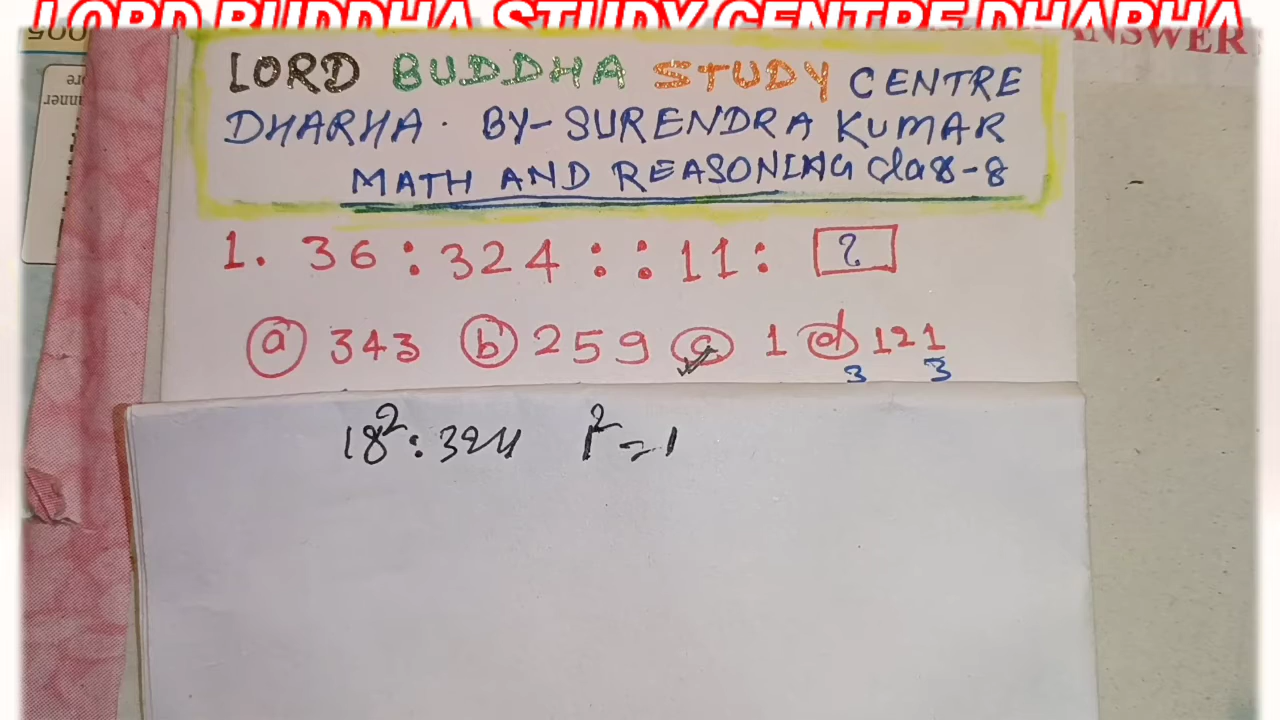 LORD BUDDHA STUDY CENTRE DHARHA
ANSWER
LORD BUDDHA STUDY CENTRE
DHARHA. BY-SURENDRA KUMAR
MATH AND REASONING class-8
1. 36 : 324 : : 11 : ?
a 343 b 259 c 1 d 121
3 3
18² : 324 1² = 1